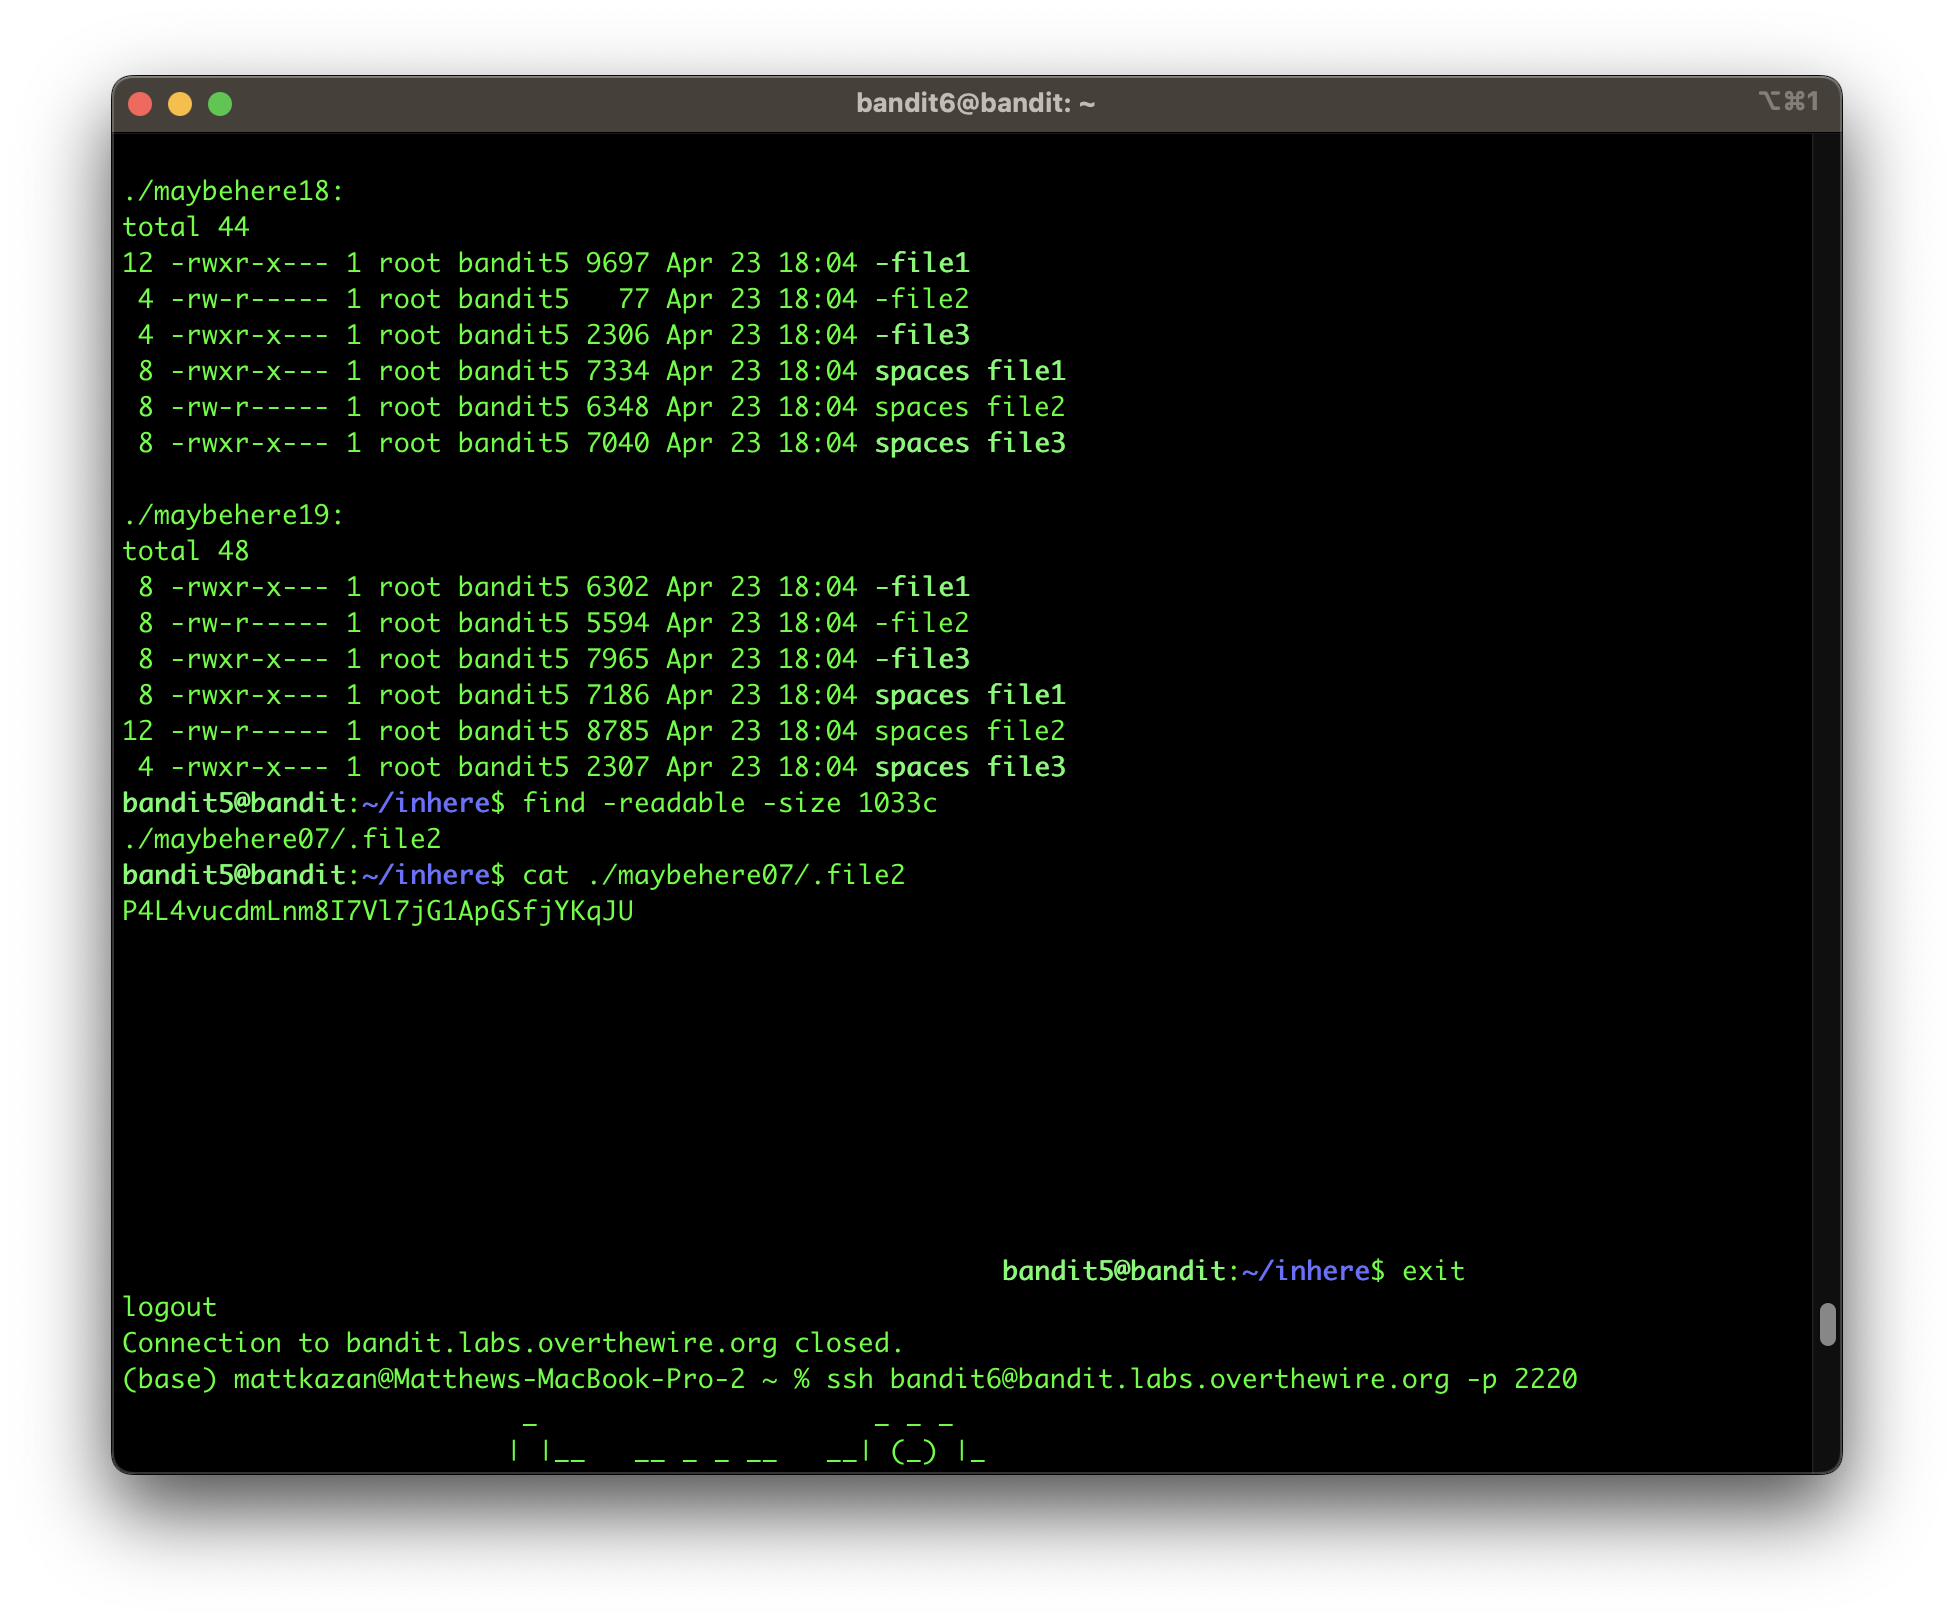 bandit6@bandit: ~
⌥⌘1
./maybehere18:
total 44
12 -rwxr-x--- 1 root bandit5 9697 Apr 23 18:04 -file1
 4 -rw-r----- 1 root bandit5   77 Apr 23 18:04 -file2
 4 -rwxr-x--- 1 root bandit5 2306 Apr 23 18:04 -file3
 8 -rwxr-x--- 1 root bandit5 7334 Apr 23 18:04 spaces file1
 8 -rw-r----- 1 root bandit5 6348 Apr 23 18:04 spaces file2
 8 -rwxr-x--- 1 root bandit5 7040 Apr 23 18:04 spaces file3
./maybehere19:
total 48
 8 -rwxr-x--- 1 root bandit5 6302 Apr 23 18:04 -file1
 8 -rw-r----- 1 root bandit5 5594 Apr 23 18:04 -file2
 8 -rwxr-x--- 1 root bandit5 7965 Apr 23 18:04 -file3
 8 -rwxr-x--- 1 root bandit5 7186 Apr 23 18:04 spaces file1
12 -rw-r----- 1 root bandit5 8785 Apr 23 18:04 spaces file2
 4 -rwxr-x--- 1 root bandit5 2307 Apr 23 18:04 spaces file3
bandit5@bandit:~/inhere$ find -readable -size 1033c
./maybehere07/.file2
bandit5@bandit:~/inhere$ cat ./maybehere07/.file2
P4L4vucdmLnm8I7Vl7jG1ApGSfjYKqJU
bandit5@bandit:~/inhere$ exit
logout
Connection to bandit.labs.overthewire.org closed.
(base) mattkazan@Matthews-MacBook-Pro-2 ~ % ssh bandit6@bandit.labs.overthewire.org -p 2220
                         _                     _ _ _
                        | |__   __ _ _ __   __| (_) |_